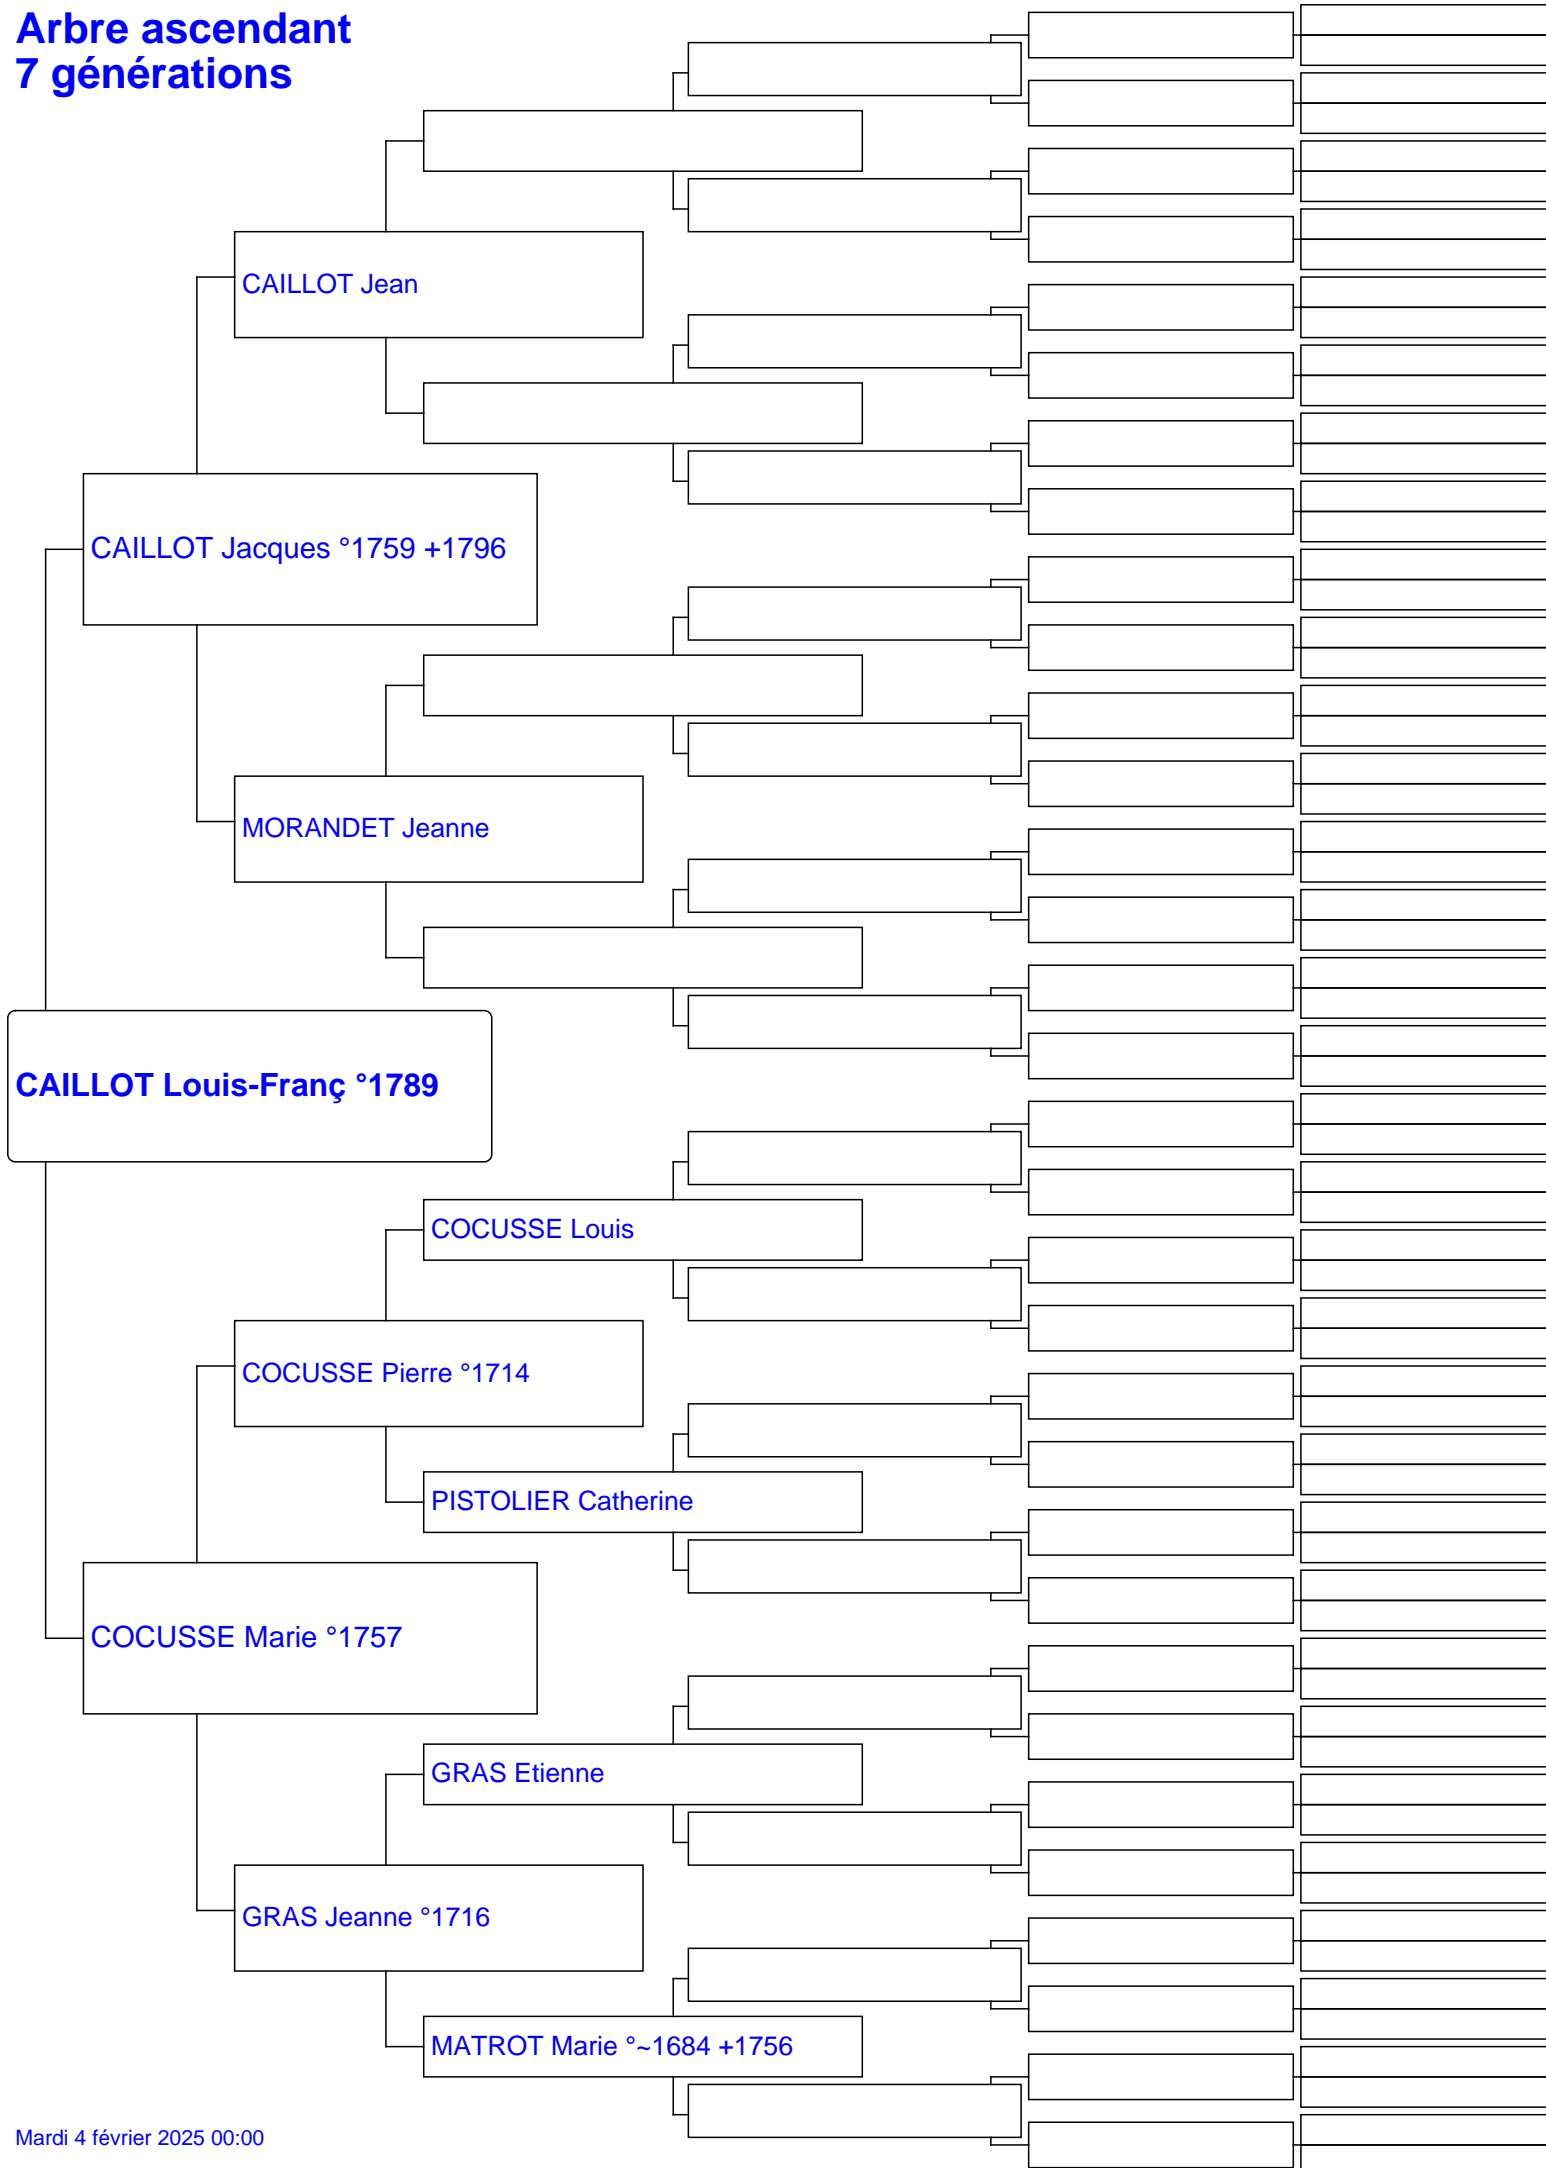 Arbre ascendant
7 générations
CAILLOT Jean
CAILLOT Jacques °1759 +1796
MORANDET Jeanne
CAILLOT Louis-Franç °1789
COCUSSE Louis
COCUSSE Pierre °1714
PISTOLIER Catherine
COCUSSE Marie °1757
GRAS Etienne
GRAS Jeanne °1716
MATROT Marie °~1684 +1756
Mardi 4 février 2025 00:00